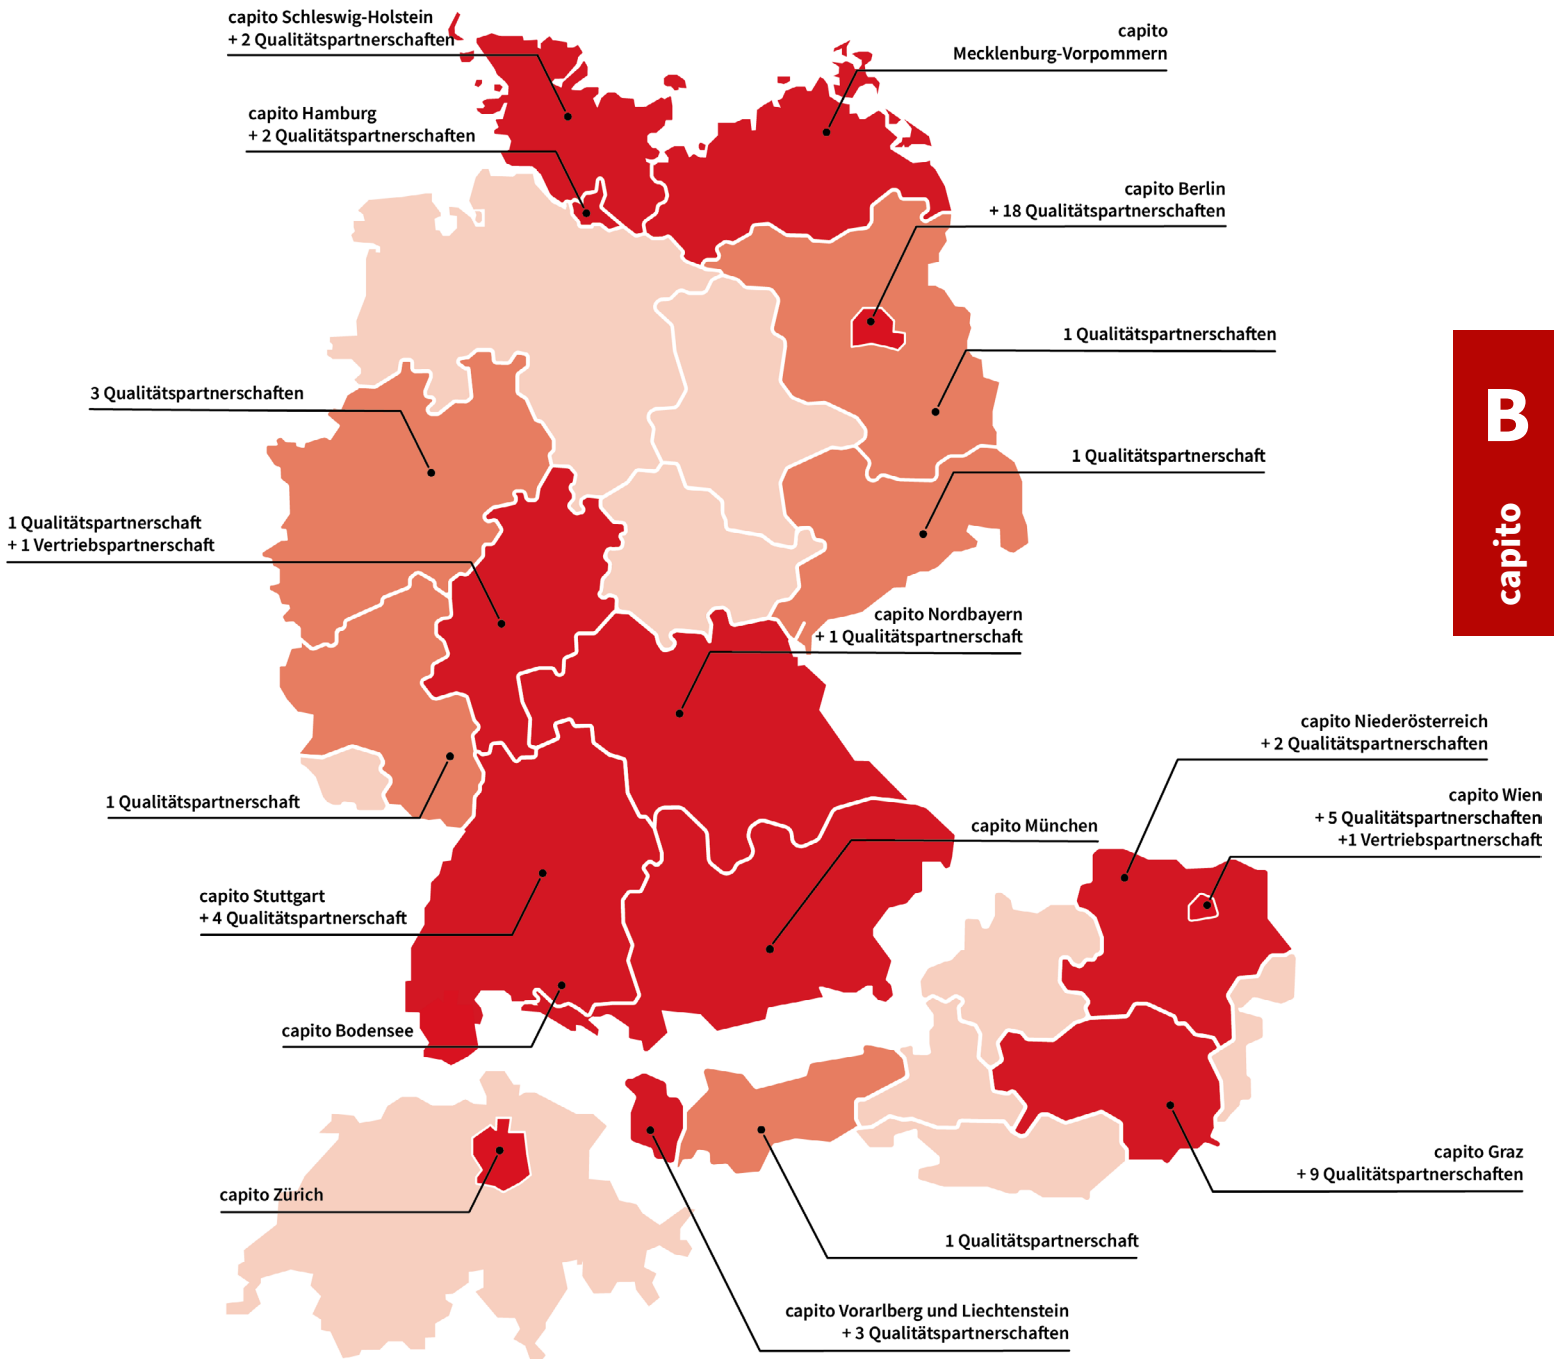 capito Schleswig-Holstein
+ 2 Qualitätspartnerschaften
capito
Mecklenburg-Vorpommern
capito Hamburg
+ 2 Qualitätspartnerschaften
capito Berlin
+ 18 Qualitätspartnerschaften
1 Qualitätspartnerschaften
3 Qualitätspartnerschaften
B
capito
1 Qualitätspartnerschaft
1 Qualitätspartnerschaft
+ 1 Vertriebspartnerschaft
capito Nordbayern
+ 1 Qualitätspartnerschaft
capito Niederösterreich
+ 2 Qualitätspartnerschaften
1 Qualitätspartnerschaft
capito Wien
+ 5 Qualitätspartnerschaften
+1 Vertriebspartnerschaft
capito München
capito Stuttgart
+ 4 Qualitätspartnerschaft
capito Bodensee
capito Graz
+ 9 Qualitätspartnerschaften
capito Zürich
1 Qualitätspartnerschaft
capito Vorarlberg und Liechtenstein
+ 3 Qualitätspartnerschaften